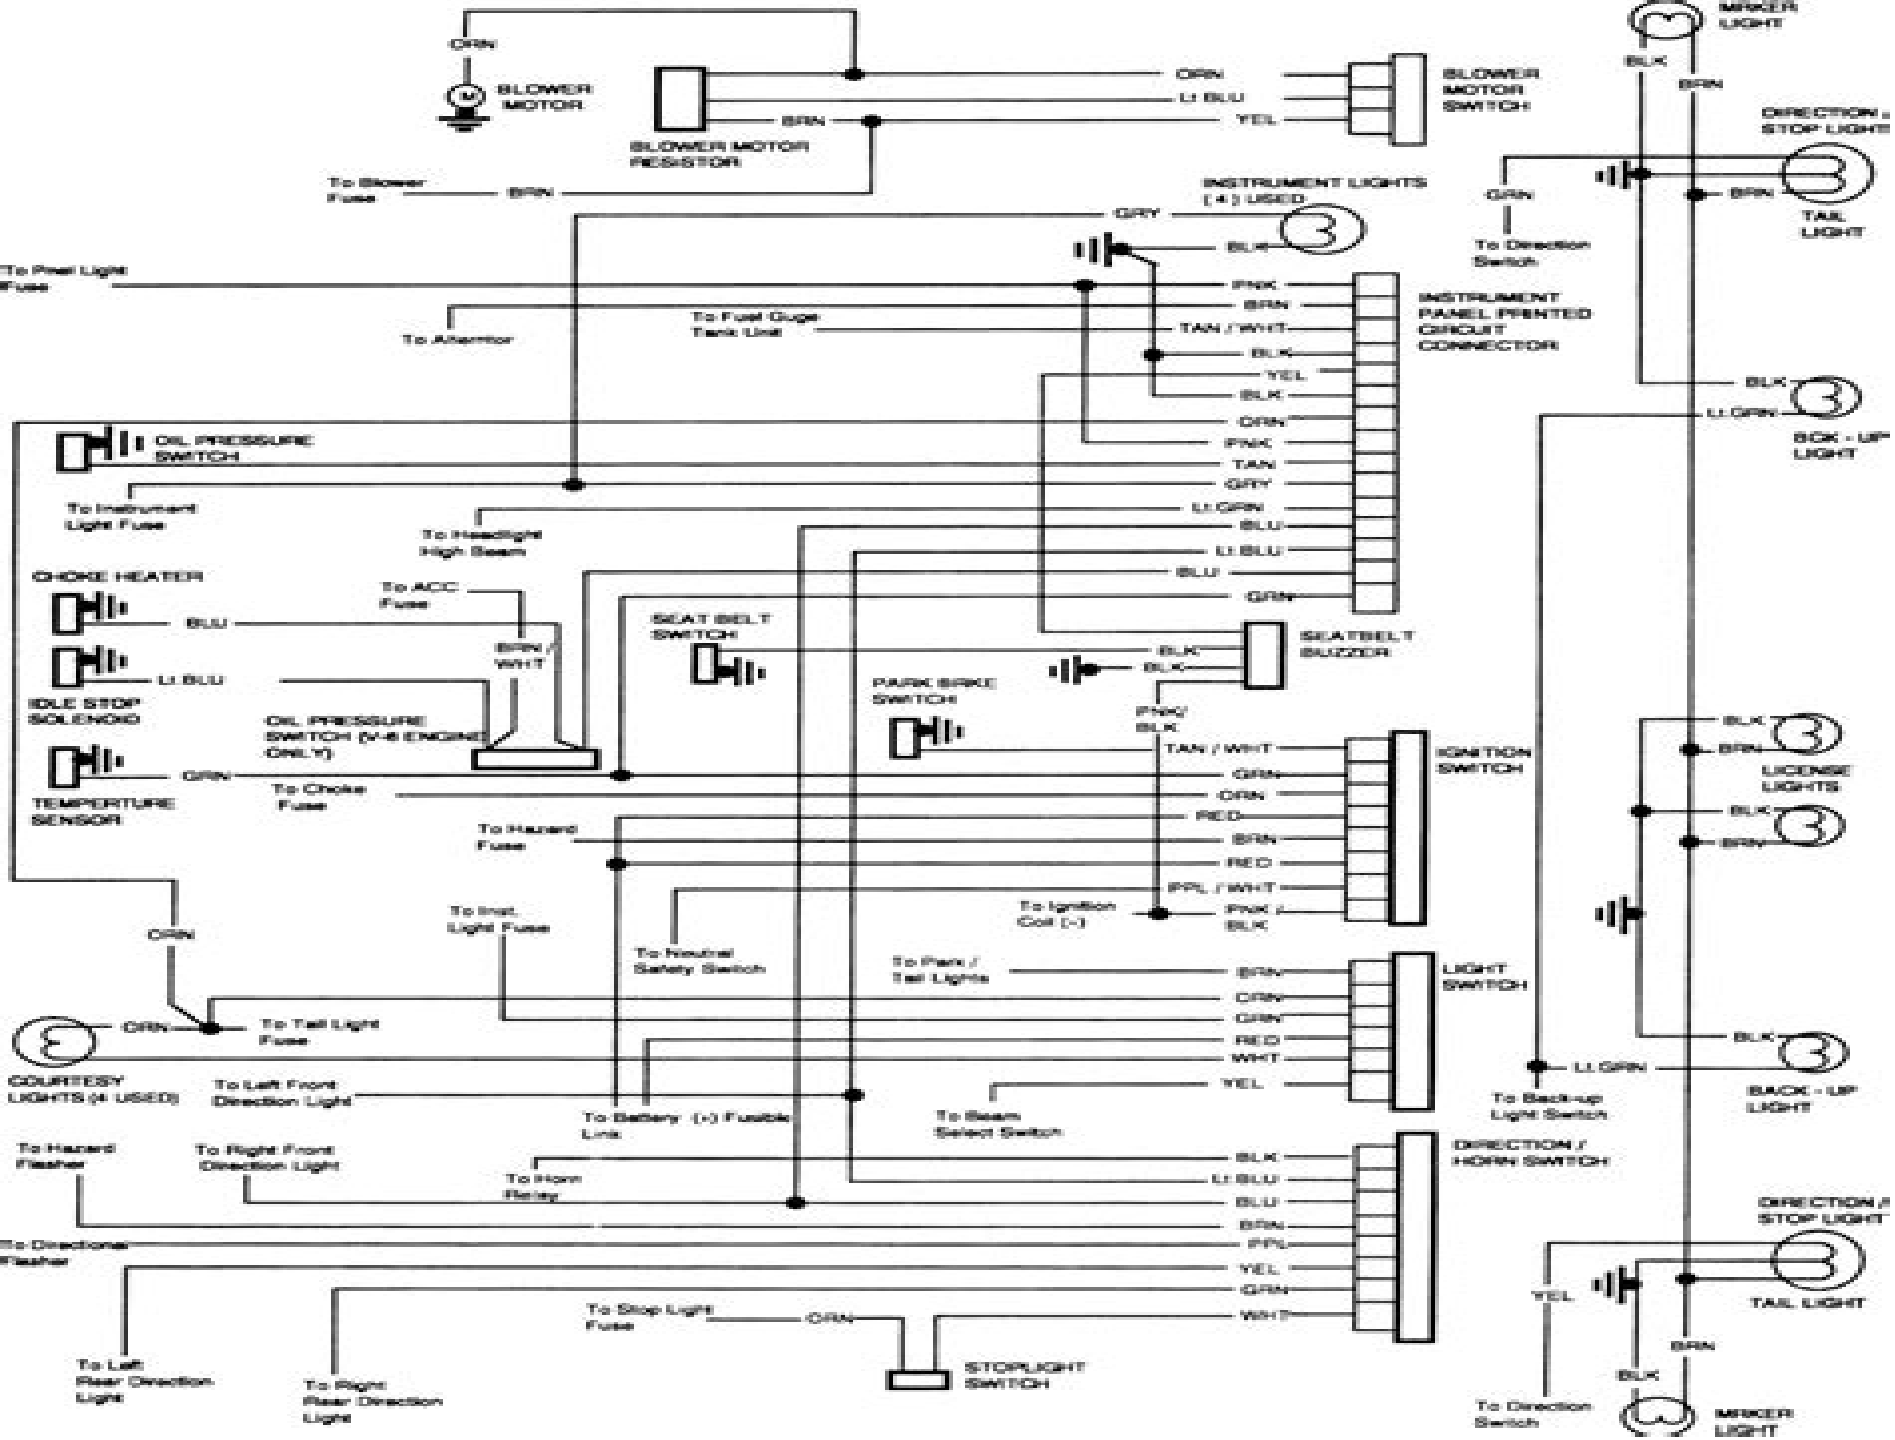 MRKER
LIGHT
ORN
BLOWER
MOTOR
ORN
Lt BLU
BRN
YEL
BLOWER
MOTOR
SWITCH
BLOWER MOTOR
RESISTOR
To Blower
Fuse
BRN
BLK
BRN
DIRECTION /
STOP LIGHT
GRN
BRN
To Direction
Switch
TAIL
LIGHT
INSTRUMENT LIGHTS
( 4 ) USED
GRY
BLK
To Pnel Light
Fuse
PNK
BRN
To Alterntor
To Fuel Guge
Tank Unit
TAN / WHT
BLK
YEL
BLK
ORN
PNK
TAN
GRY
Lt GRN
BLU
Lt BLU
BLU
GRN
INSTRUMENT
PANEL PRINTED
CIRCUIT
CONNECTOR
BLK
Lt GRN
BCK - UP
LIGHT
OIL PRESSURE
SWITCH
To Instrument
Light Fuse
To Headlight
High Beam
CHOKE HEATER
BLU
To ACC
Fuse
BRN /
WHT
Lt BLU
IDLE STOP
SOLENOID
OIL PRESSURE
SWITCH (V-6 ENGINE
ONLY)
SEAT BELT
SWITCH
BLK
BLK
SEATBELT
BUZZER
PARK BRKE
SWITCH
PNK/
BLK
TAN / WHT
GRN
ORN
RED
BRN
RED
PPL / WHT
PNK /
BLK
IGNITION
SWITCH
GRN
TEMPERTURE
SENSOR
To Choke
Fuse
To Hazard
Fuse
To Inst.
Light Fuse
To Neutral
Safety Switch
To Ignition
Coil (-)
BLK
BRN
LICENSE
LIGHTS
BLK
BRN
ORN
To Park /
Tail Lights
BRN
ORN
GRN
RED
WHT
YEL
LIGHT
SWITCH
ORN
To Tail Light
Fuse
COURTESY
LIGHTS (4 USED)
To Left Front
Direction Light
To Battery (+) Fusible
Link
To Beam
Select Switch
BLK
Lt GRN
To Back-up
Light Switch
BACK - UP
LIGHT
To Hazard
Flasher
To Right Front
Direction Light
To Horn
Relay
BLK
Lt BLU
BLU
BRN
PPL
YEL
GRN
WHT
DIRECTION /
HORN SWITCH
To Directional
Flasher
To Left
Rear Direction
Light
To Right
Rear Direction
Light
To Stop Light
Fuse
ORN
STOPLIGHT
SWITCH
DIRECTION /
STOP LIGHT
YEL
TAIL LIGHT
BRN
BLK
To Direction
Switch
MRKER
LIGHT